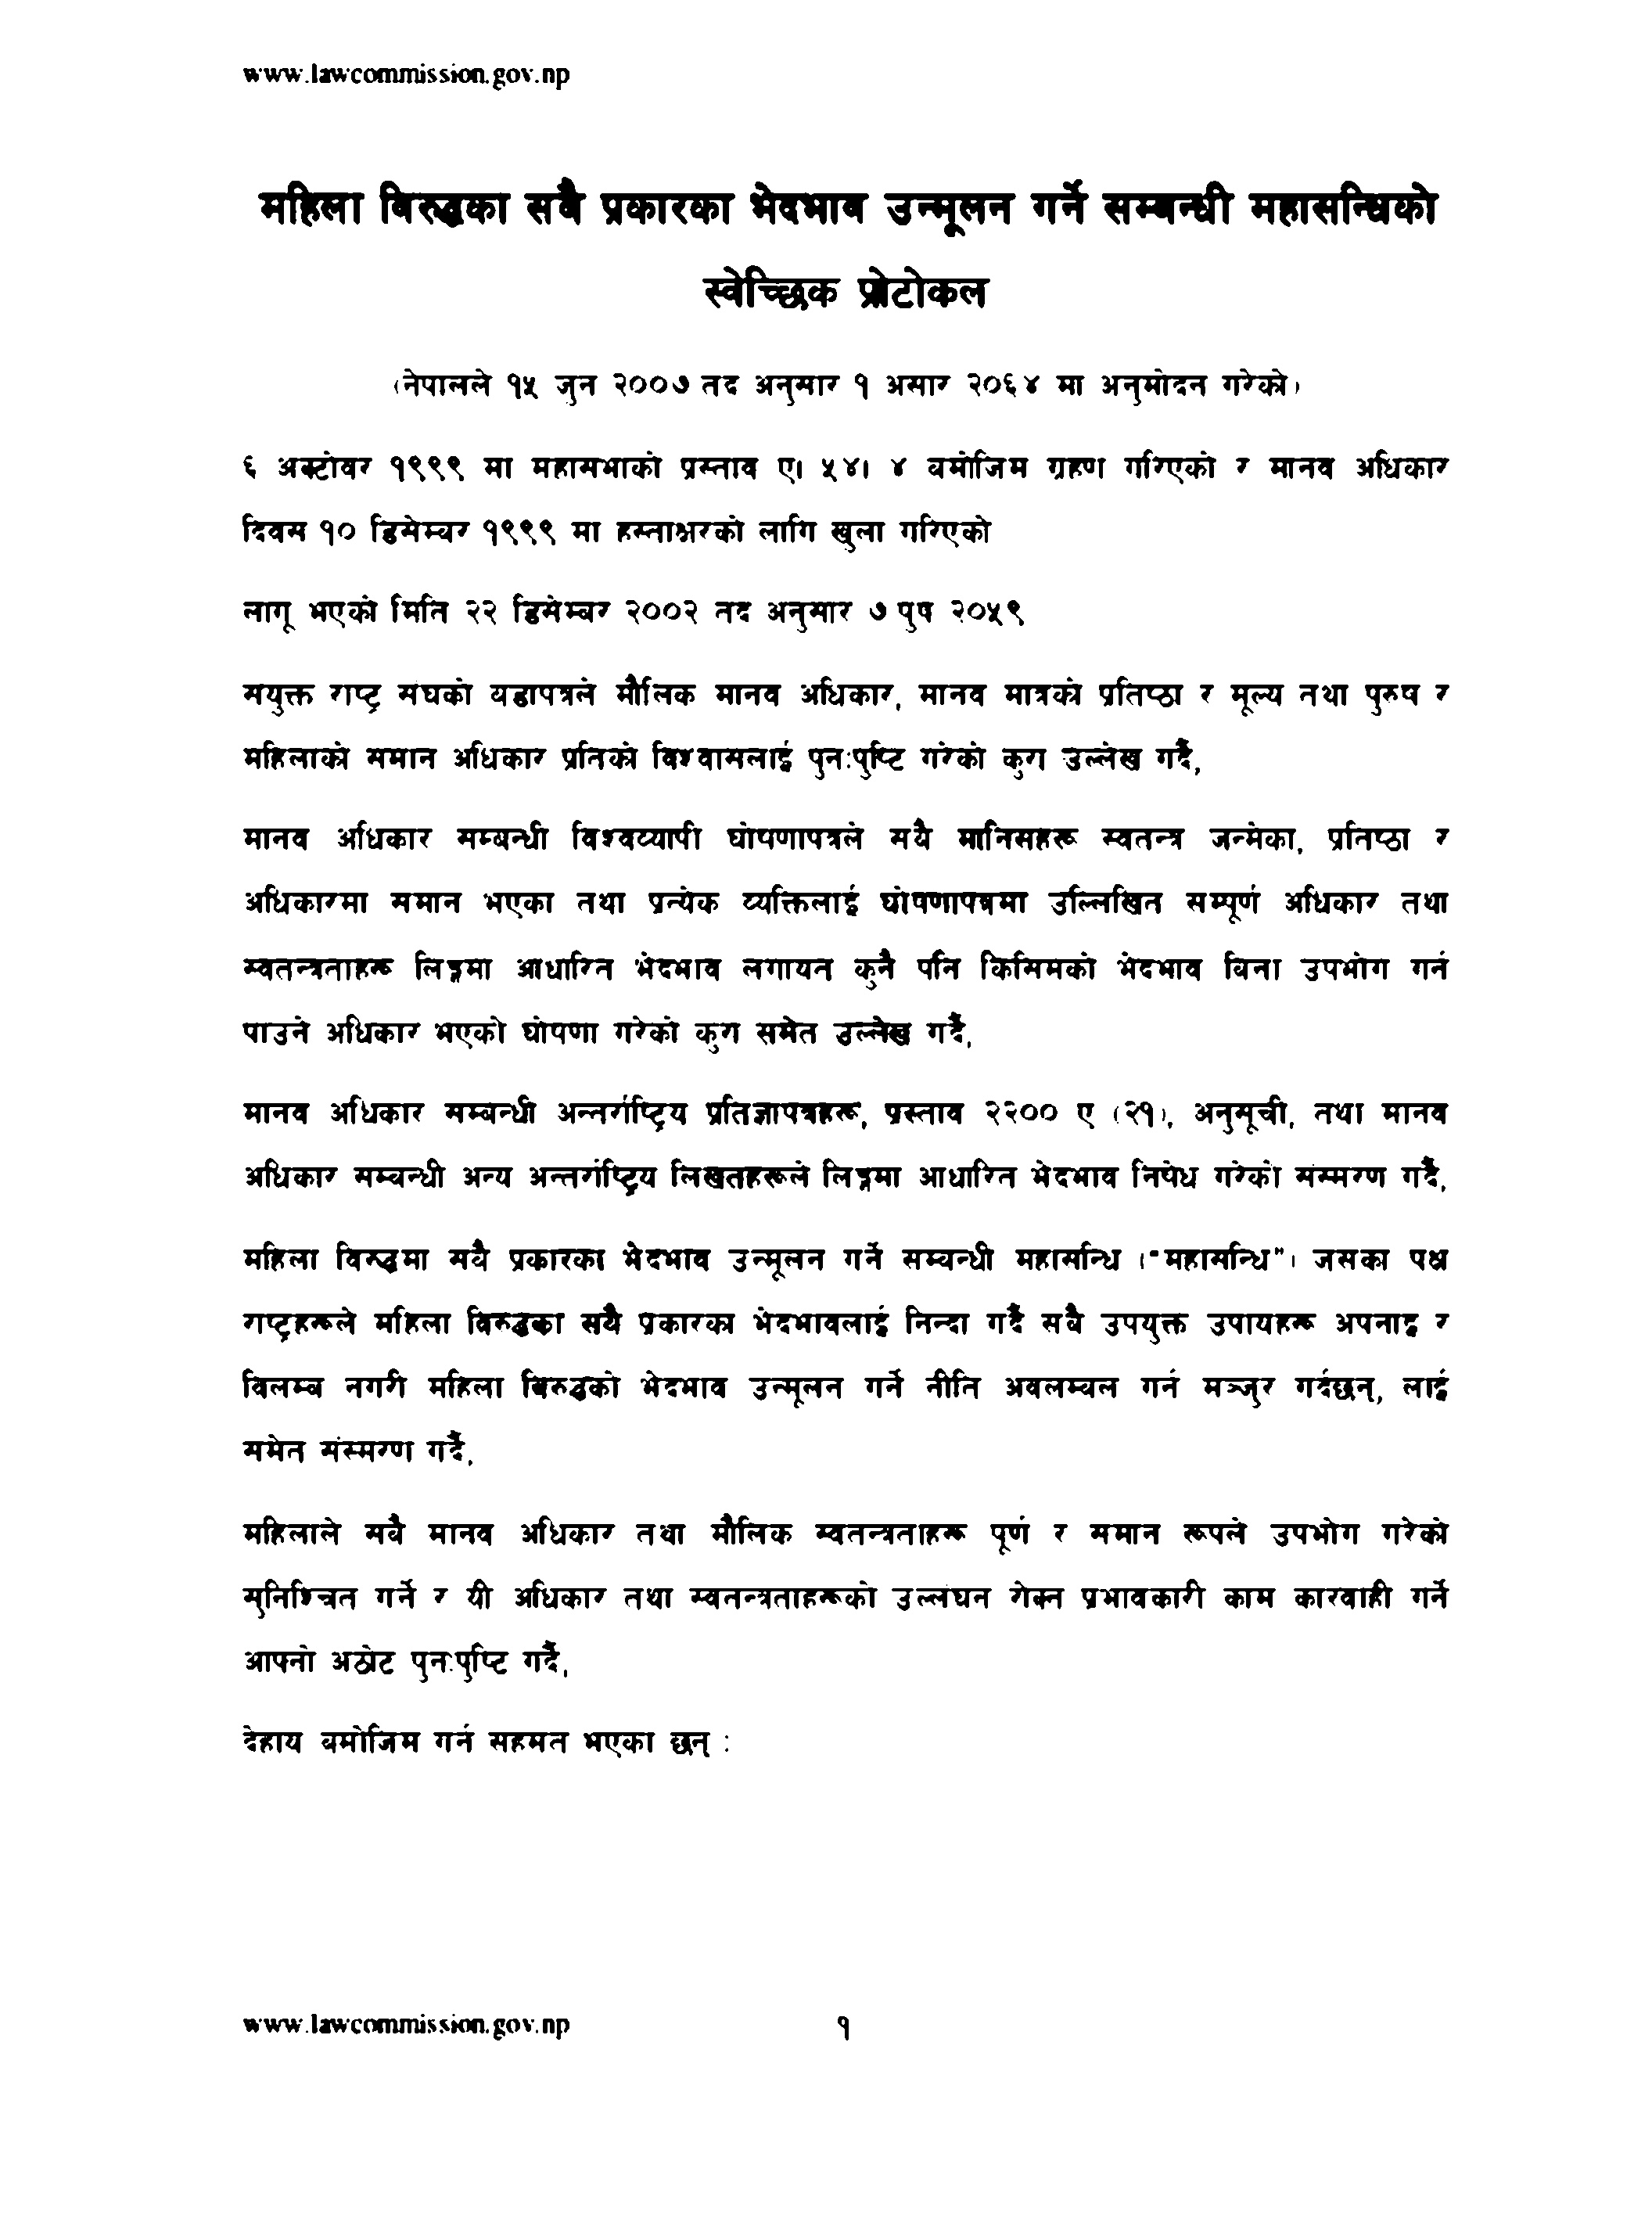 www.lawcommission.gov.np
महिला विरुद्धका सबै प्रकारका भेदभाव उन्मूलन गर्ने सम्बन्धी महासन्धिको
स्वेच्छिक प्रोटोकल
(नेपालले १५ जुन २००७ तद अनुसार १ असार २०६४ मा अनुमोदन गरेको)
६ अक्टोबर १९९९ मा महासभाको प्रस्ताव ए। ५४। ४ बमोजिम ग्रहण गरिएको र मानव अधिकार
दिवस १० डिसेम्बर १९९९ मा हस्ताक्षरको लागि खुला गरिएको
लागू भएको मिति २२ डिसेम्बर २००२ तद अनुसार ७ पुष २०५९
संयुक्त राष्ट्र संघको बडापत्रले मौलिक मानव अधिकार, मानव मात्रको प्रतिष्ठा र मूल्य तथा पुरुष र
महिलाको समान अधिकार प्रतिको विश्वासलाई पुनःपुष्टि गरेको कुरा उल्लेख गर्दै,
मानव अधिकार सम्बन्धी विश्वव्यापी घोषणापत्रले सबै मानिसहरू स्वतन्त्र जन्मेका, प्रतिष्ठा र
अधिकारमा समान भएका तथा प्रत्येक व्यक्तिलाई घोषणापत्रमा उल्लिखित सम्पूर्ण अधिकार तथा
स्वतन्त्रताहरू लिङ्गमा आधारित भेदभाव लगायत कुनै पनि किसिमको भेदभाव बिना उपभोग गर्न
पाउने अधिकार भएको घोषणा गरेको कुरा समेत उल्लेख गर्दै,
मानव अधिकार सम्बन्धी अन्तर्राष्ट्रिय प्रतिज्ञापत्रहरू, प्रस्ताव २२०० ए (२१), अनुसूची, तथा मानव
अधिकार सम्बन्धी अन्य अन्तर्राष्ट्रिय लिखतहरूले लिङ्गमा आधारित भेदभाव निषेध गरेको संस्मरण गर्दै,
महिला विरुद्धमा सबै प्रकारका भेदभाव उन्मूलन गर्ने सम्बन्धी महासन्धि ("महासन्धि") जसका पक्ष
राष्ट्रहरूले महिला विरुद्धका सबै प्रकारका भेदभावलाई निन्दा गर्दै सबै उपयुक्त उपायहरू अपनाइ र
विलम्ब नगरी महिला बिरुद्धको भेदभाव उन्मूलन गर्ने नीति अवलम्बल गर्न मञ्जुर गर्दछन्, लाई
समेत संस्मरण गर्दै,
महिलाले सबै मानव अधिकार तथा मौलिक स्वतन्त्रताहरू पूर्ण र समान रूपले उपभोग गरेको
सुनिश्चित गर्ने र यी अधिकार तथा स्वतन्त्रताहरूको उल्लंघन रोक्न प्रभावकारी काम कारवाही गर्ने
आफ्नो अठोट पुनःपुष्टि गर्दै,
देहाय बमोजिम गर्न सहमत भएका छन् :
www.lawcommission.gov.np १